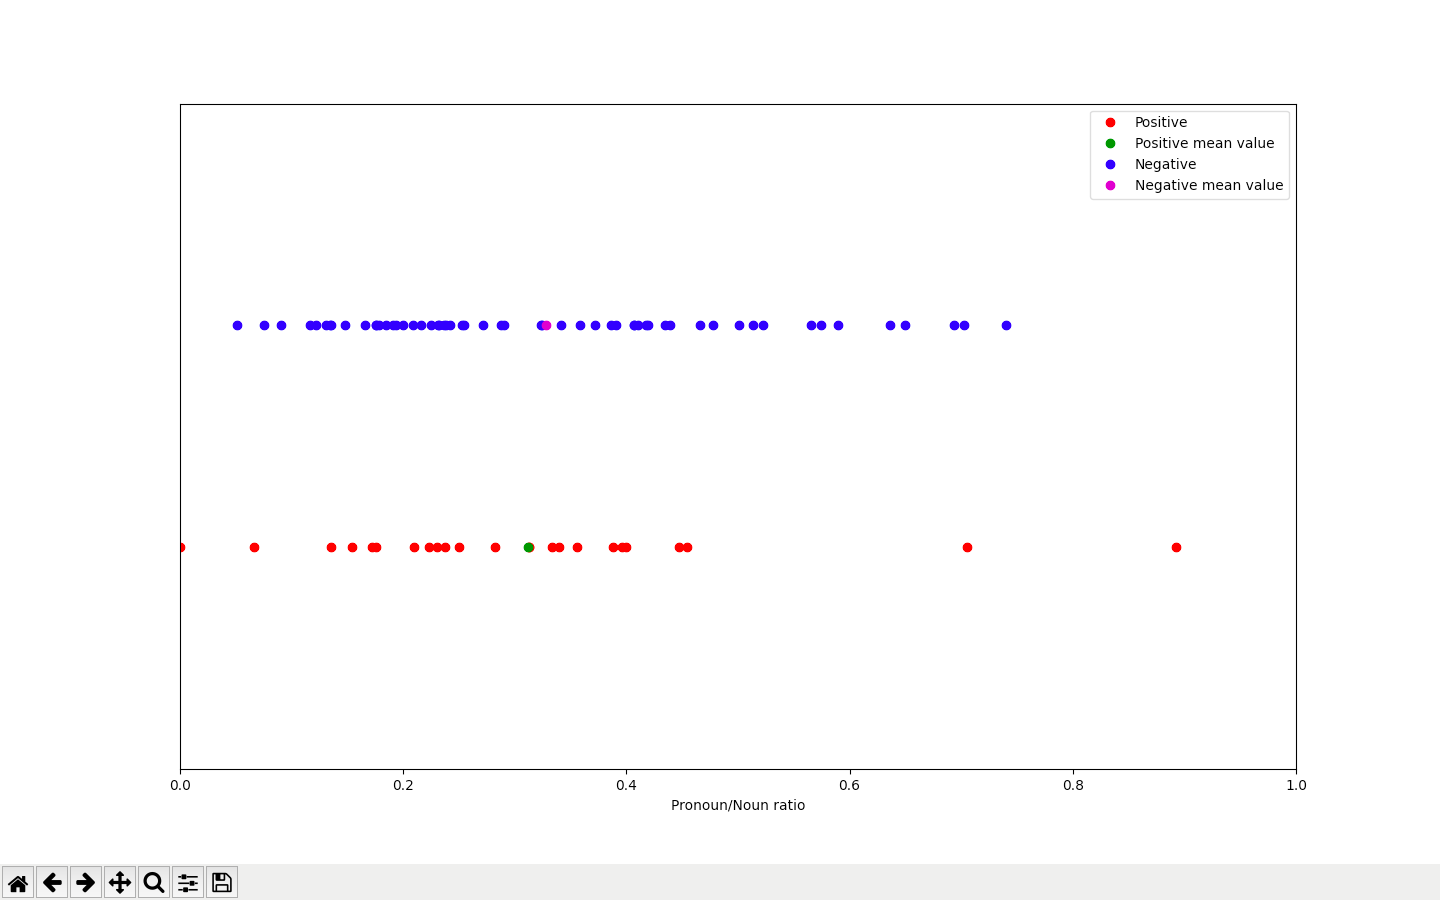 Positive
Positive mean value
Negative
Negative mean value
0.0 0.2 0.4 0.6 0.8 1.0
Pronoun/Noun ratio